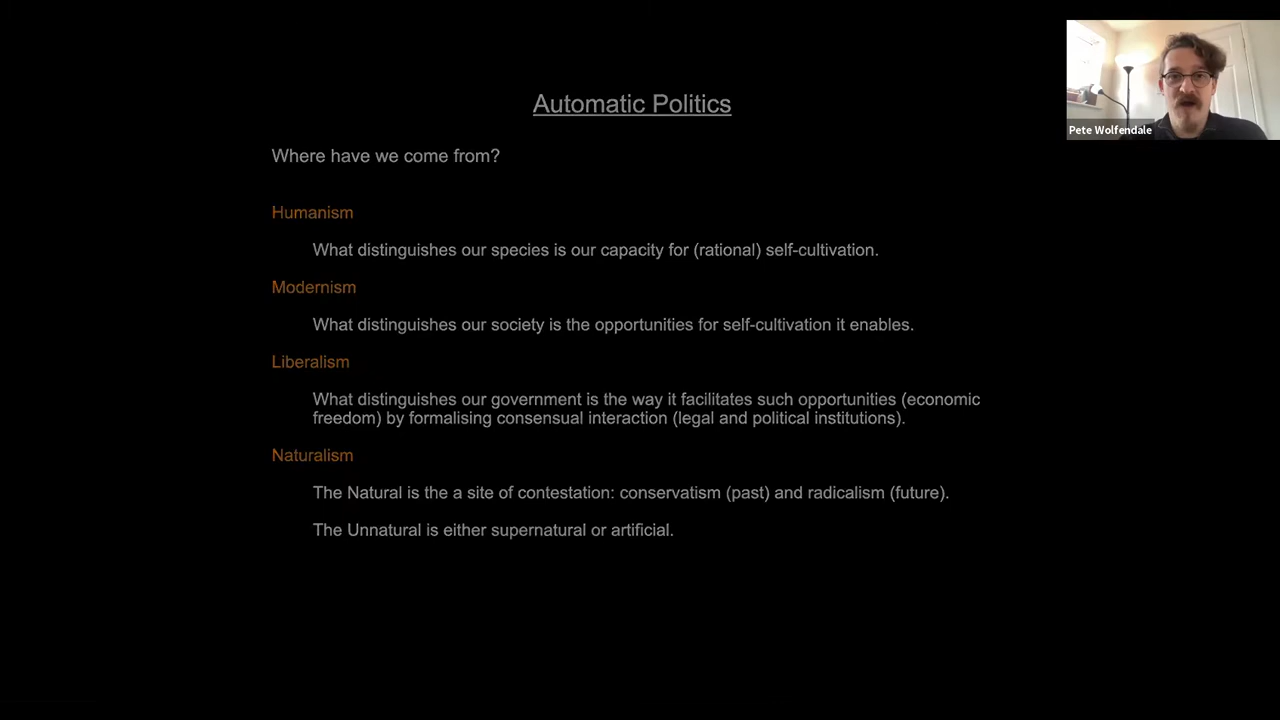 Automatic Politics
Pete Wolfendale
Where have we come from?
Humanism
What distinguishes our species is our capacity for (rational) self-cultivation.
Modernism
What distinguishes our society is the opportunities for self-cultivation it enables.
Liberalism
What distinguishes our government is the way it facilitates such opportunities (economic
freedom) by formalising consensual interaction (legal and political institutions).
Naturalism
The Natural is the a site of contestation: conservatism (past) and radicalism (future).
The Unnatural is either supernatural or artificial.